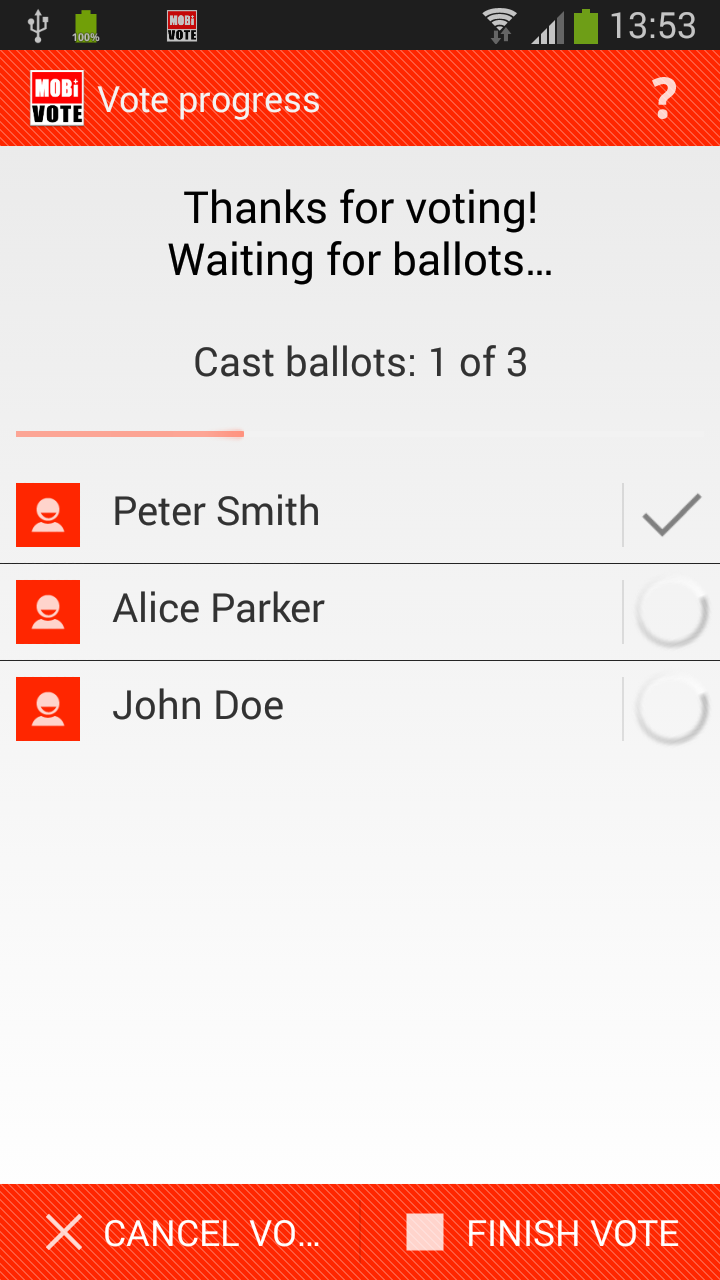 100%
MOBi
VOTE
13:53
MOBi
VOTE
Vote progress
?
Thanks for voting!
Waiting for ballots...
Cast ballots: 1 of 3
Peter Smith
Alice Parker
John Doe
CANCEL VO...
FINISH VOTE